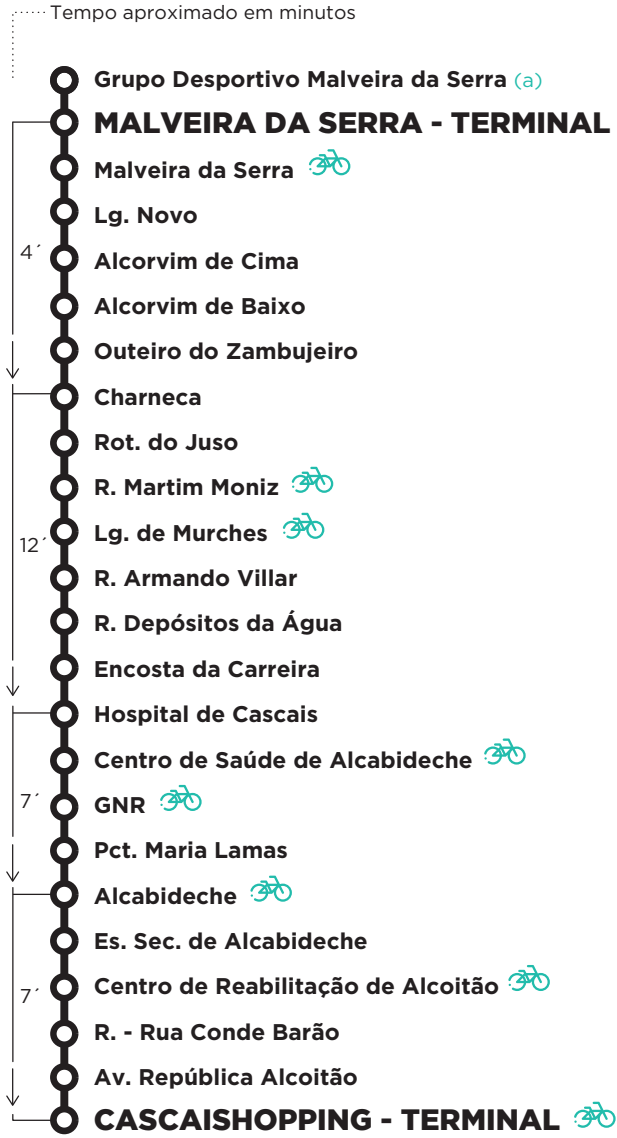 Tempo aproximado em minutos
Grupo Desportivo Malveira da Serra (a)
MALVEIRA DA SERRA - TERMINAL
Malveira da Serra
Lg. Novo
4´
Alcorvim de Cima
Alcorvim de Baixo
Outeiro do Zambujeiro
Charneca
Rot. do Juso
R. Martim Moniz
Lg. de Murches
12´
R. Armando Villar
R. Depósitos da Água
Encosta da Carreira
Hospital de Cascais
Centro de Saúde de Alcabideche
7´
GNR
Pct. Maria Lamas
Alcabideche
Es. Sec. de Alcabideche
Centro de Reabilitação de Alcoitão
7´
R. - Rua Conde Barão
Av. República Alcoitão
CASCAISHOPPING - TERMINAL